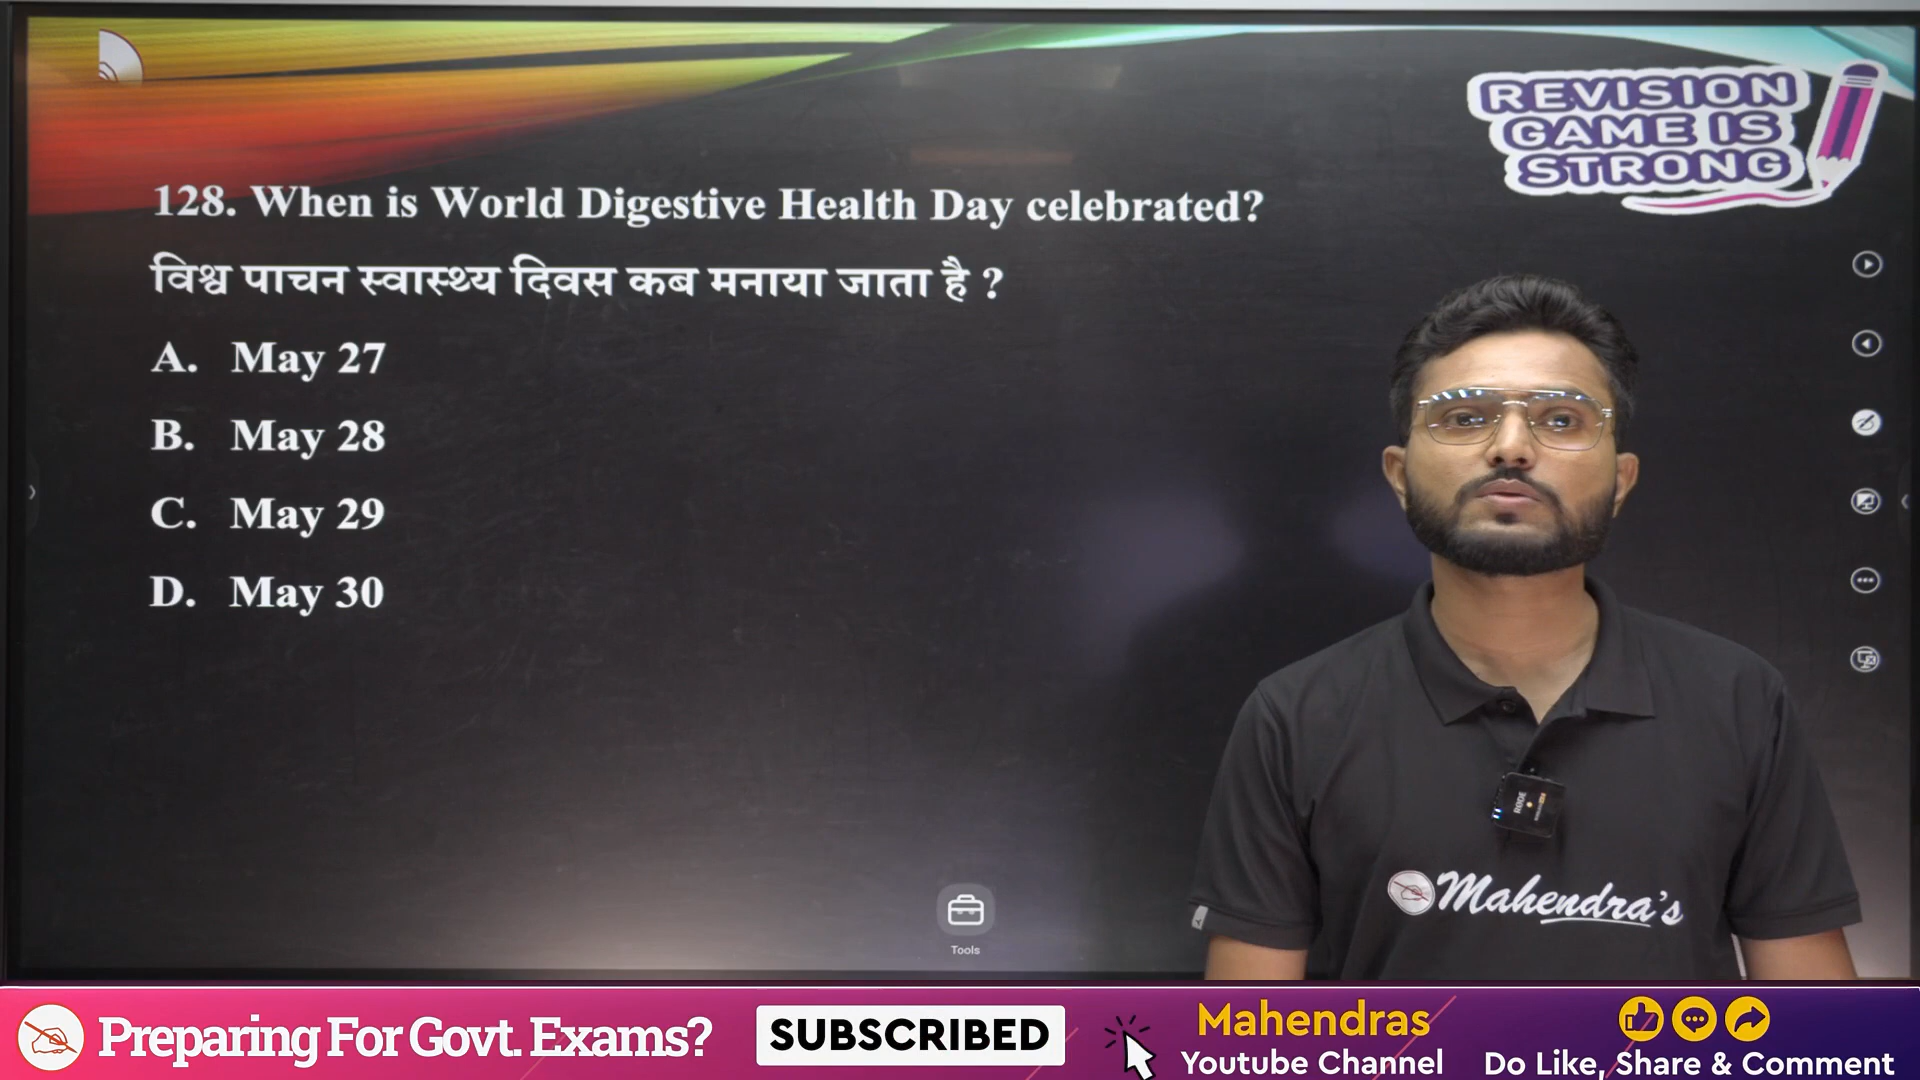 REVISION
GAME IS
STRONG
128. When is World Digestive Health Day celebrated?
विश्व पाचन स्वास्थ्य दिवस कब मनाया जाता है ?
A. May 27
B. May 28
C. May 29
D. May 30
RODE
Mahendra's
Tools
Preparing For Govt. Exams?
SUBSCRIBED
Mahendras
Youtube Channel
Do Like, Share & Comment